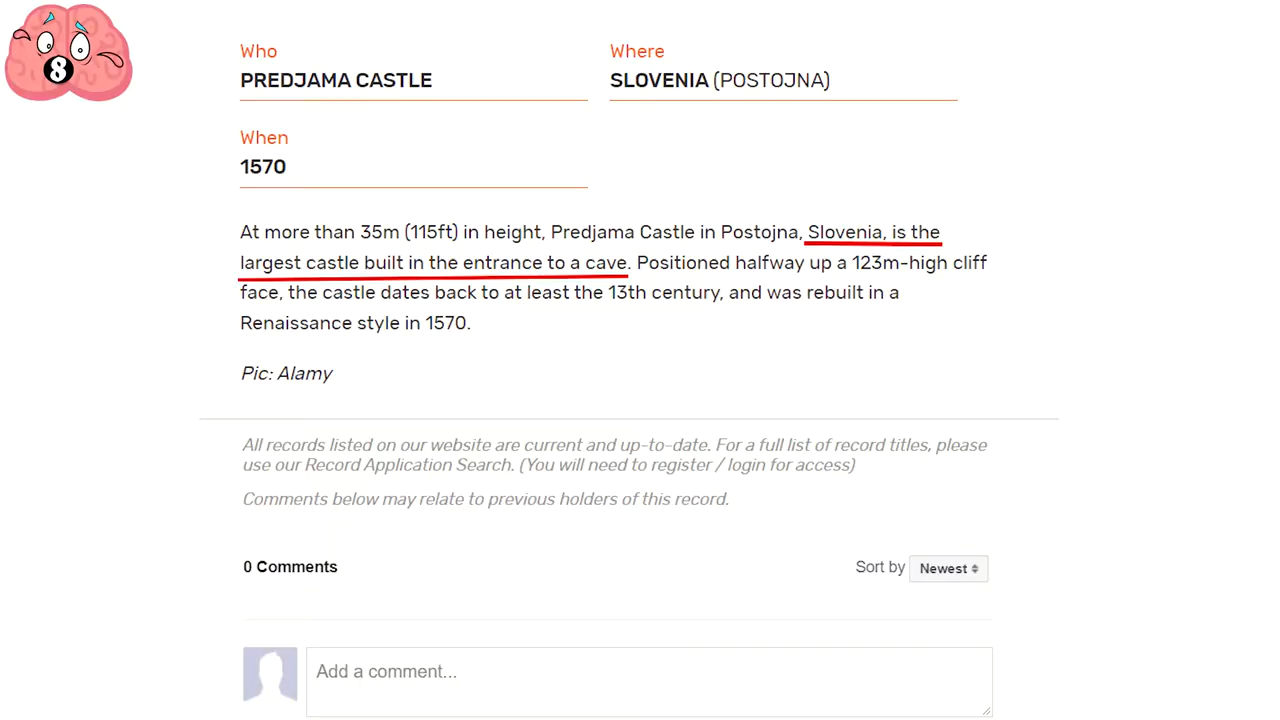 8
Who
PREDJAMA CASTLE
Where
SLOVENIA (POSTOJNA)
When
1570
At more than 35m (115ft) in height, Predjama Castle in Postojna, Slovenia, is the
largest castle built in the entrance to a cave. Positioned halfway up a 123m-high cliff
face, the castle dates back to at least the 13th century, and was rebuilt in a
Renaissance style in 1570.
Pic: Alamy
All records listed on our website are current and up-to-date. For a full list of record titles, please
use our Record Application Search. (You will need to register / login for access)
Comments below may relate to previous holders of this record.
0 Comments
Sort by Newest
Add a comment...